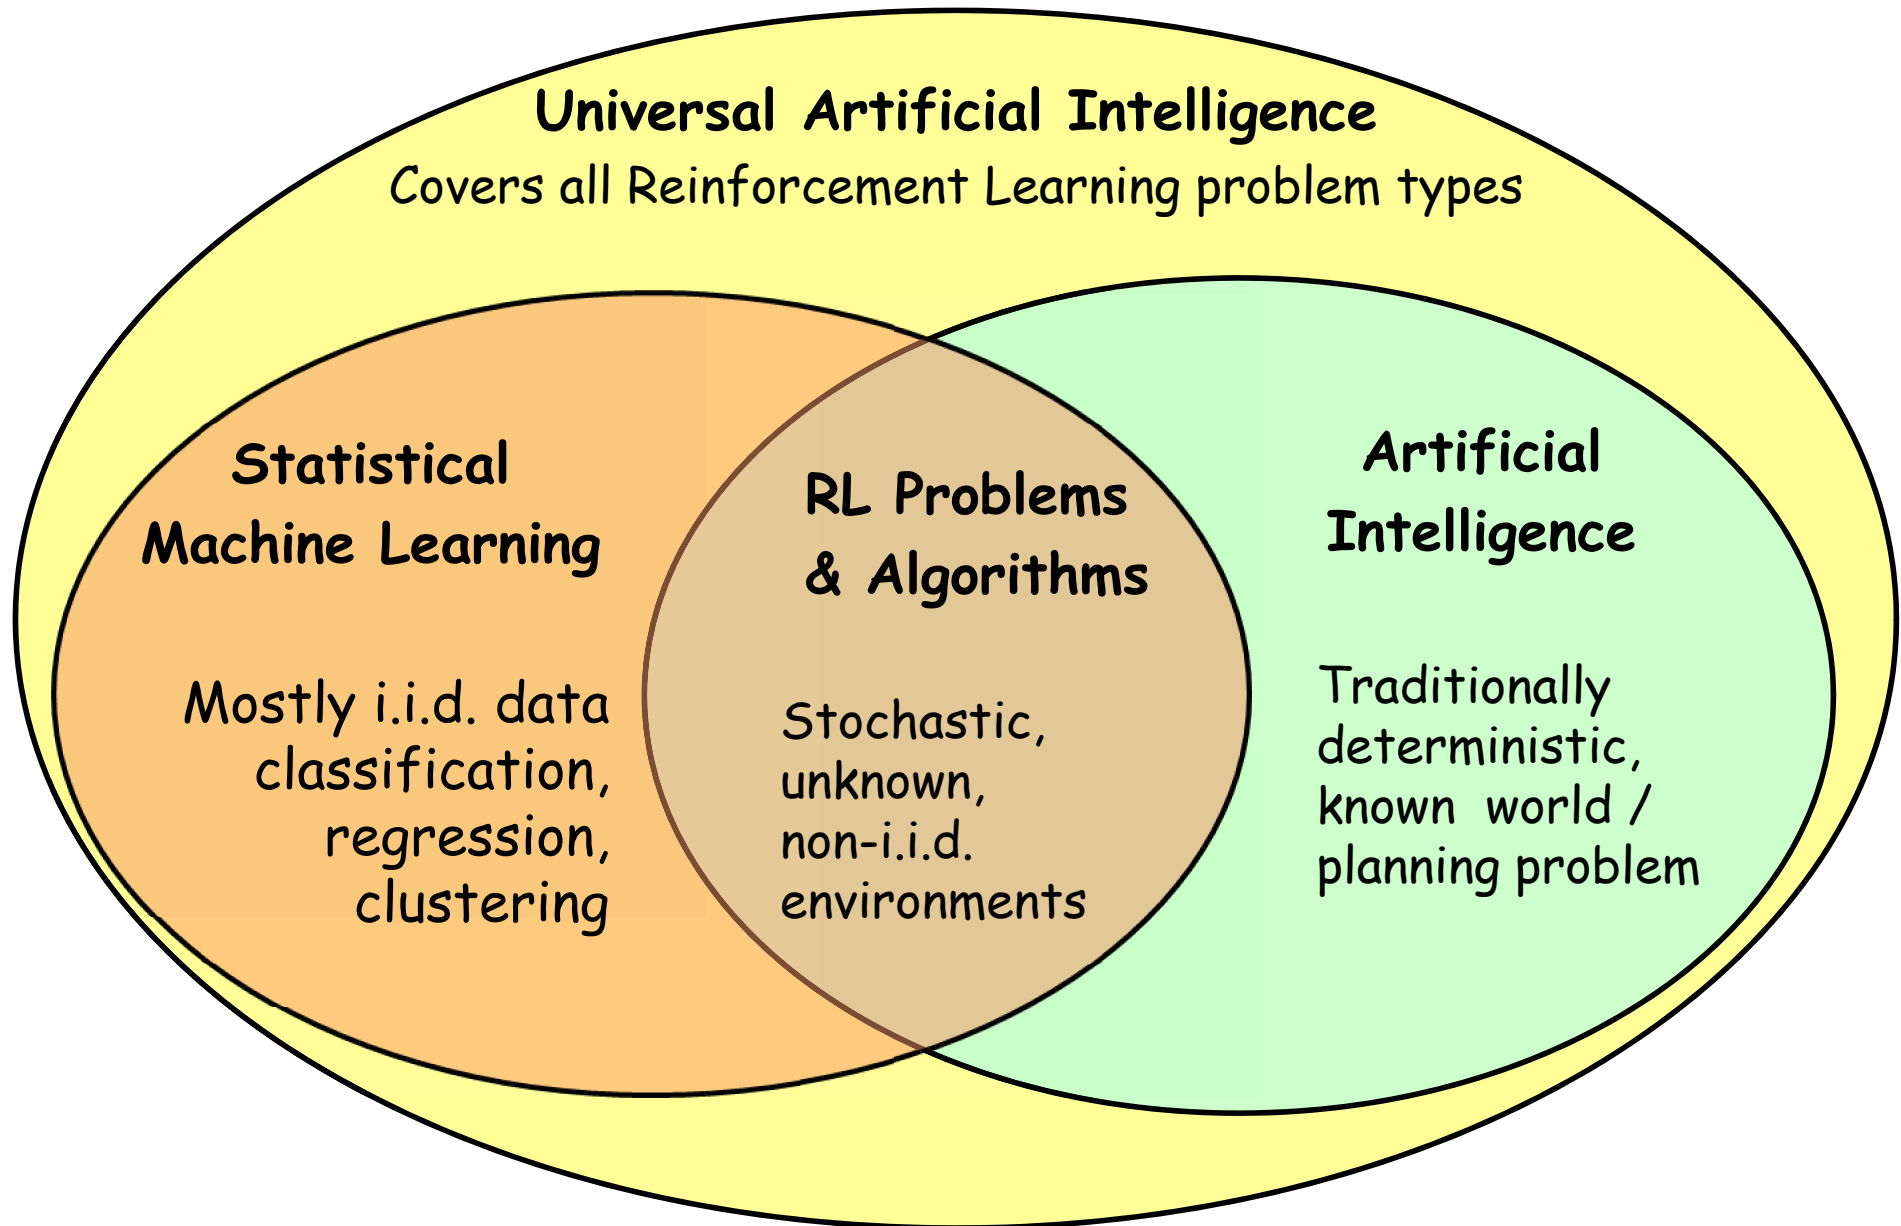 Universal Artificial Intelligence
Covers all Reinforcement Learning problem types
Statistical
Machine Learning
Mostly i.i.d. data
classification,
regression,
clustering
RL Problems
& Algorithms
Stochastic,
unknown,
non-i.i.d.
environments
Artificial
Intelligence
Traditionally
deterministic,
known world /
planning problem